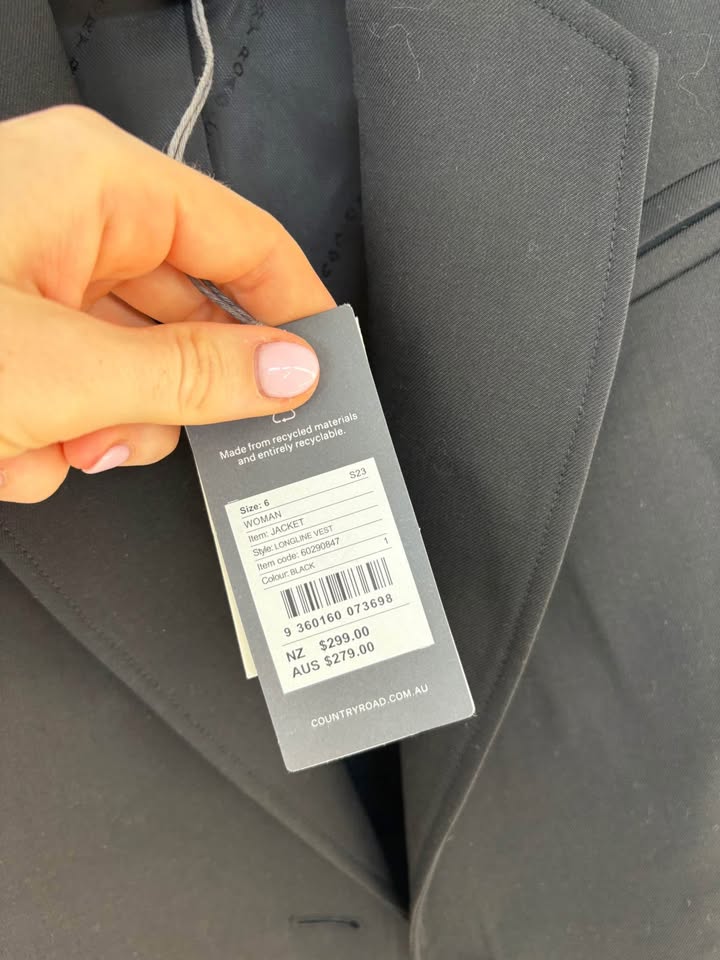 Made from recycled materials
and entirely recyclable.
Size: 6 S23
WOMAN
Item: JACKET
Style: LONGLINE VEST
Item code: 60290847 1
Colour: BLACK
9 360160 073698
NZ $299.00
AUS $279.00
COUNTRYROAD.COM.AU